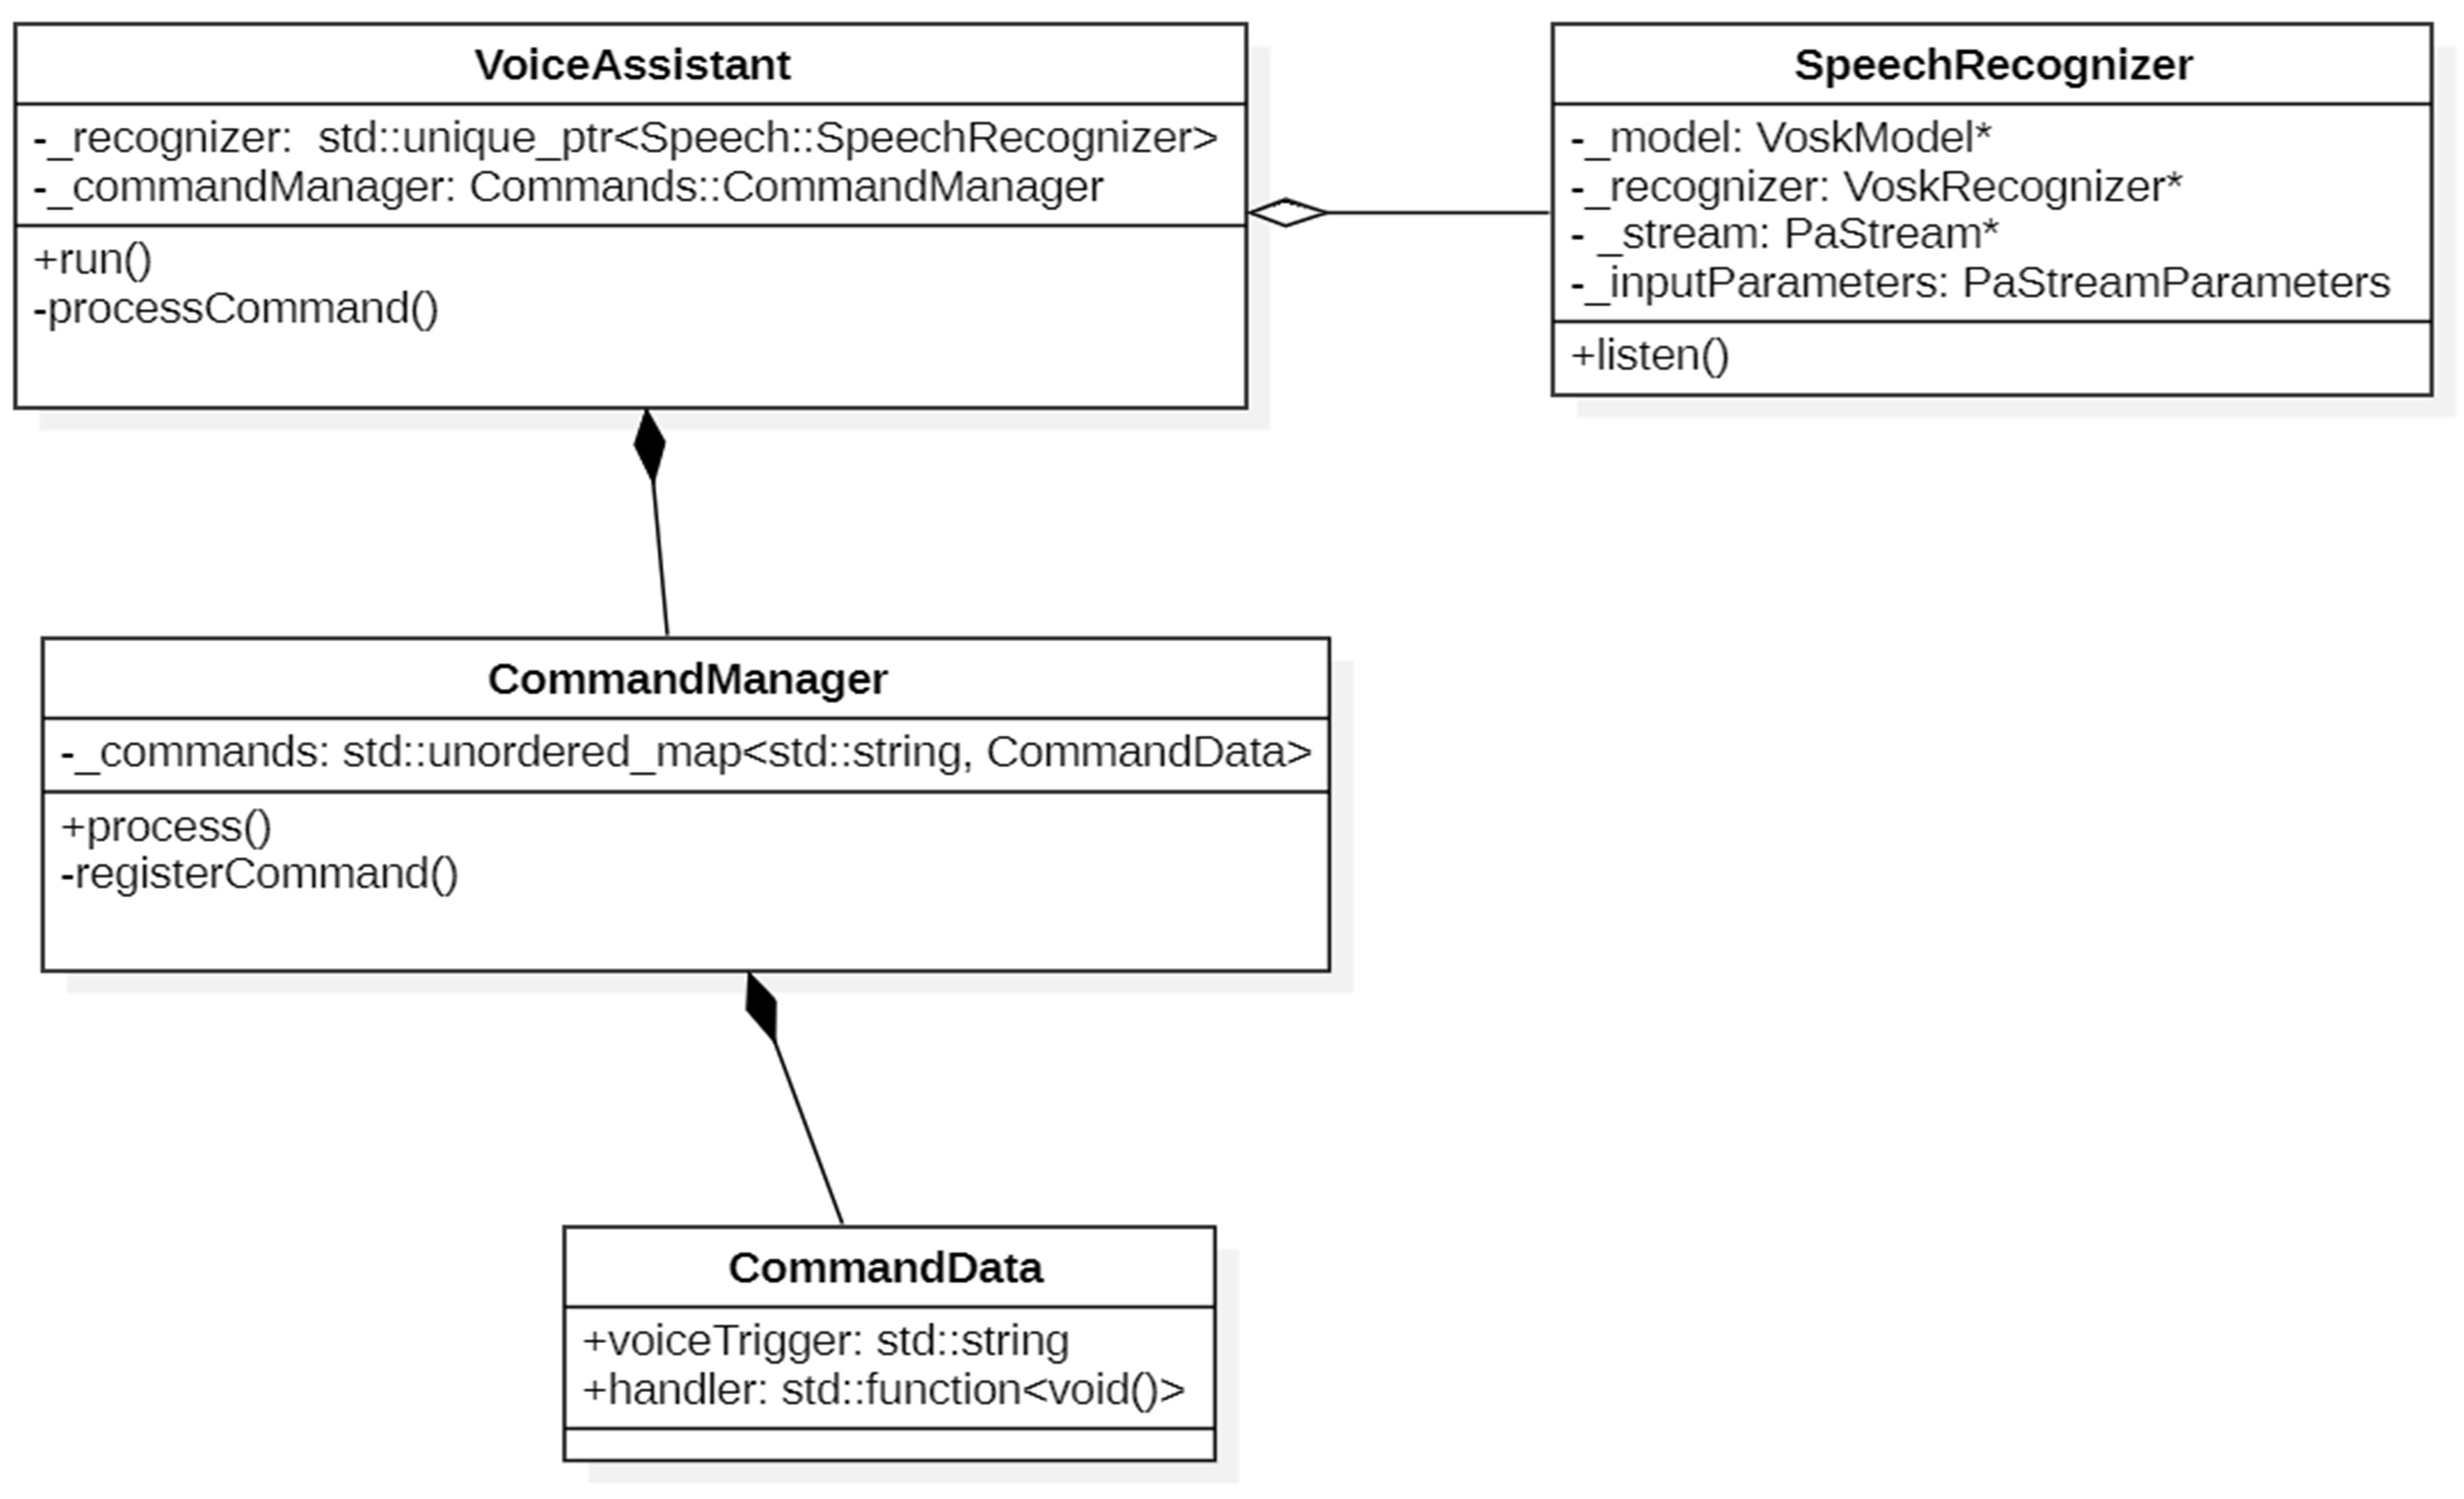 VoiceAssistant
-_recognizer:  std::unique_ptr<Speech::SpeechRecognizer>
-_commandManager: Commands::CommandManager
+run()
-processCommand()
SpeechRecognizer
-_model: VoskModel*
-_recognizer: VoskRecognizer*
- _stream: PaStream*
-_inputParameters: PaStreamParameters
+listen()
CommandManager
-_commands: std::unordered_map<std::string, CommandData>
+process()
-registerCommand()
CommandData
+voiceTrigger: std::string
+handler: std::function<void()>